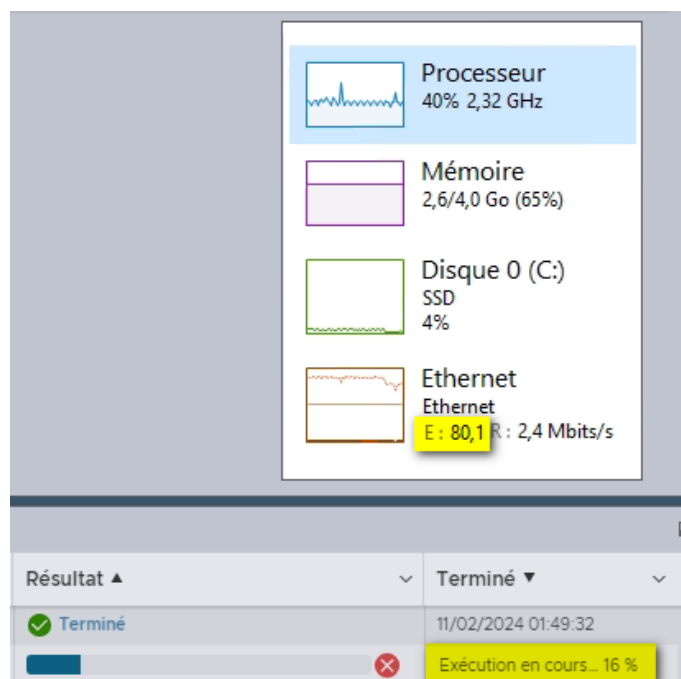 Processeur
40% 2,32 GHz
Mémoire
2,6/4,0 Go (65%)
Disque 0 (C:)
SSD
4%
Ethernet
Ethernet
E : 80,1 R : 2,4 Mbits/s
Résultat ▲ Terminé ▼
Terminé 11/02/2024 01:49:32
Exécution en cours... 16 %